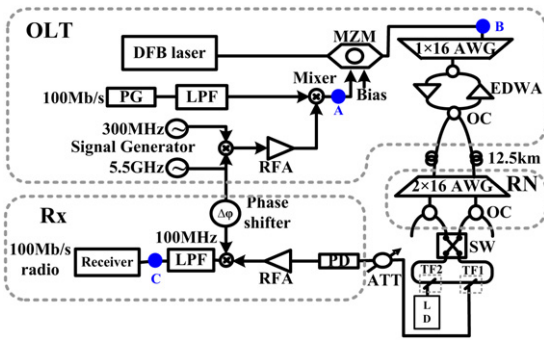 OLT
MZM
B
DFB laser
1×16 AWG
Mixer
100Mb/s
PG
LPF
A
Bias
EDWA
OC
300MHz
Signal Generator
5.5GHz
RFA
12.5km
2×16 AWG
RN
Rx
Δφ
Phase
shifter
OC
100Mb/s
radio
100MHz
SW
Receiver
LPF
RFA
PD
ATT
TF2
TF1
C
L
D